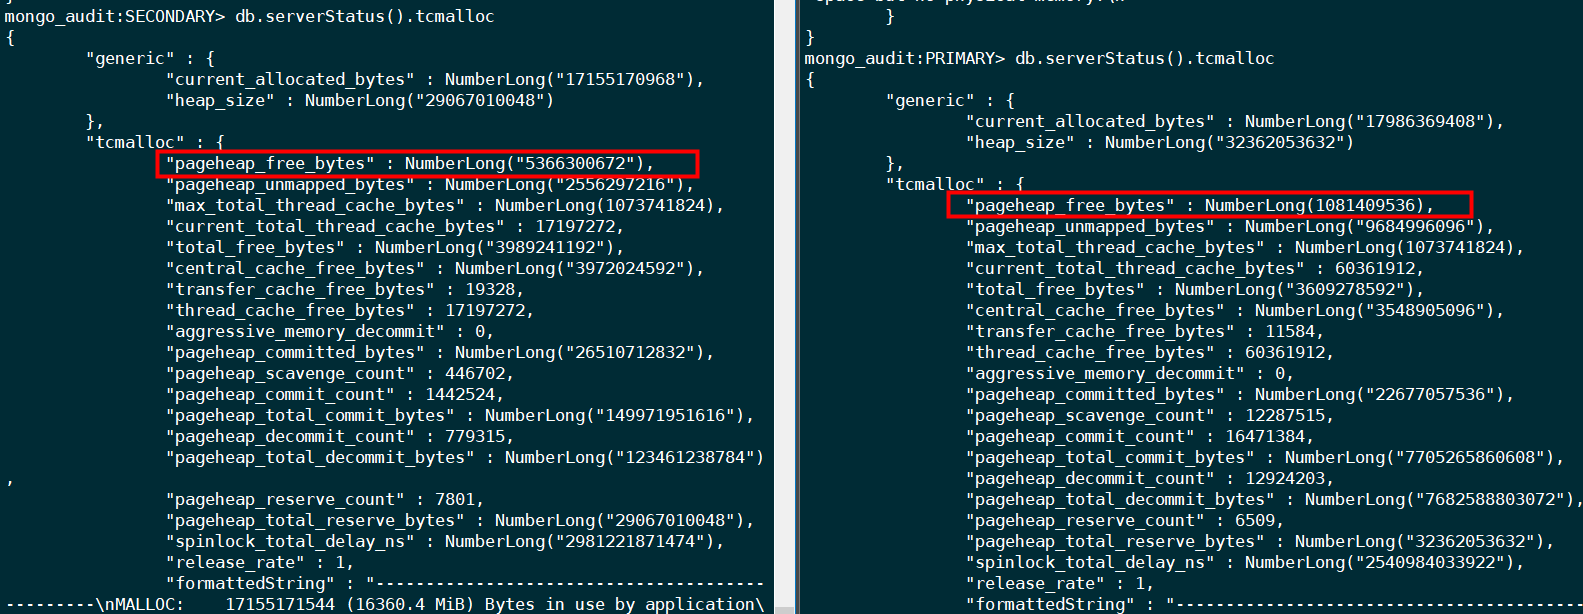 mongo_audit:SECONDARY> db.serverStatus().tcmalloc
{
"generic" : {
"current_allocated_bytes" : NumberLong("17155170968"),
"heap_size" : NumberLong("29067010048")
},
"tcmalloc" : {
"pageheap_free_bytes" : NumberLong("5366300672"),
"pageheap_unmapped_bytes" : NumberLong("2556297216"),
"max_total_thread_cache_bytes" : NumberLong(1073741824),
"current_total_thread_cache_bytes" : 17197272,
"total_free_bytes" : NumberLong("3989241192"),
"central_cache_free_bytes" : NumberLong("3972024592"),
"transfer_cache_free_bytes" : 19328,
"thread_cache_free_bytes" : 17197272,
"aggressive_memory_decommit" : 0,
"pageheap_committed_bytes" : NumberLong("26510712832"),
"pageheap_scavenge_count" : 446702,
"pageheap_commit_count" : 1442524,
"pageheap_total_commit_bytes" : NumberLong("149971951616"),
"pageheap_decommit_count" : 779315,
"pageheap_total_decommit_bytes" : NumberLong("123461238784")
,
"pageheap_reserve_count" : 7801,
"pageheap_total_reserve_bytes" : NumberLong("29067010048"),
"spinlock_total_delay_ns" : NumberLong("2981221871474"),
"release_rate" : 1,
"formattedString" : "---------------------------------------
---------\nMALLOC:    17155171544 (16360.4 MiB) Bytes in use by application\
}
}
mongo_audit:PRIMARY> db.serverStatus().tcmalloc
{
"generic" : {
"current_allocated_bytes" : NumberLong("17986369408"),
"heap_size" : NumberLong("32362053632")
},
"tcmalloc" : {
"pageheap_free_bytes" : NumberLong(1081409536),
"pageheap_unmapped_bytes" : NumberLong("9684996096"),
"max_total_thread_cache_bytes" : NumberLong(1073741824),
"current_total_thread_cache_bytes" : 60361912,
"total_free_bytes" : NumberLong("3609278592"),
"central_cache_free_bytes" : NumberLong("3548905096"),
"transfer_cache_free_bytes" : 11584,
"thread_cache_free_bytes" : 60361912,
"aggressive_memory_decommit" : 0,
"pageheap_committed_bytes" : NumberLong("22677057536"),
"pageheap_scavenge_count" : 12287515,
"pageheap_commit_count" : 16471384,
"pageheap_total_commit_bytes" : NumberLong("7705265860608"),
"pageheap_decommit_count" : 12924203,
"pageheap_total_decommit_bytes" : NumberLong("7682588803072"),
"pageheap_reserve_count" : 6509,
"pageheap_total_reserve_bytes" : NumberLong("32362053632"),
"spinlock_total_delay_ns" : NumberLong("2540984033922"),
"release_rate" : 1,
"formattedString" : "-----------------------------------------